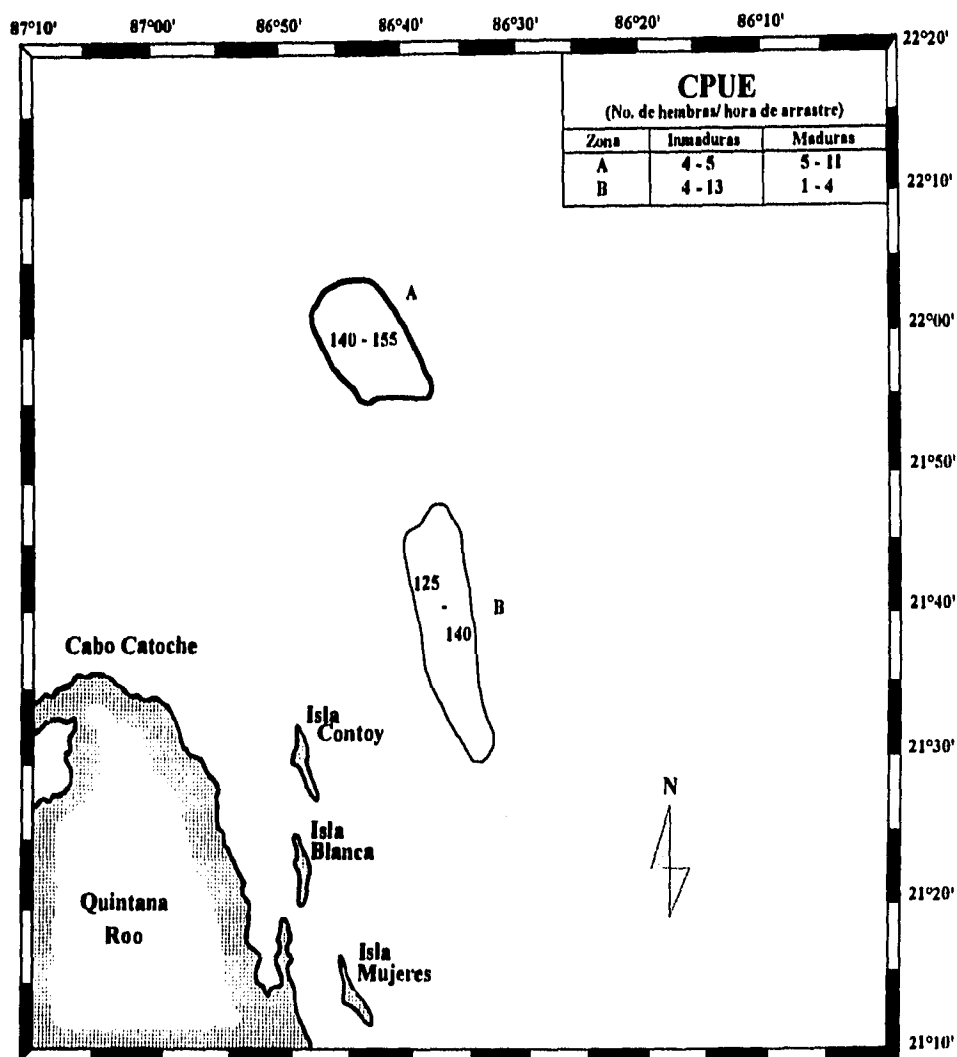 87°10' 87°00' 86°50' 86°40' 86°30' 86°20' 86°10'
22°20'
CPUE
(No. de hembras/ hora de arrastre)
Zona Inmaduras Maduras
A 4 - 5 5 - 11
B 4 - 13 1 - 4
22°10'
A
22°00'
140 - 155
21°50'
125
-
140
B
21°40'
Cabo Catoche
Isla
Contoy
21°30'
N
Isla
Blanca
21°20'
Quintana
Roo
Isla
Mujeres
21°10'